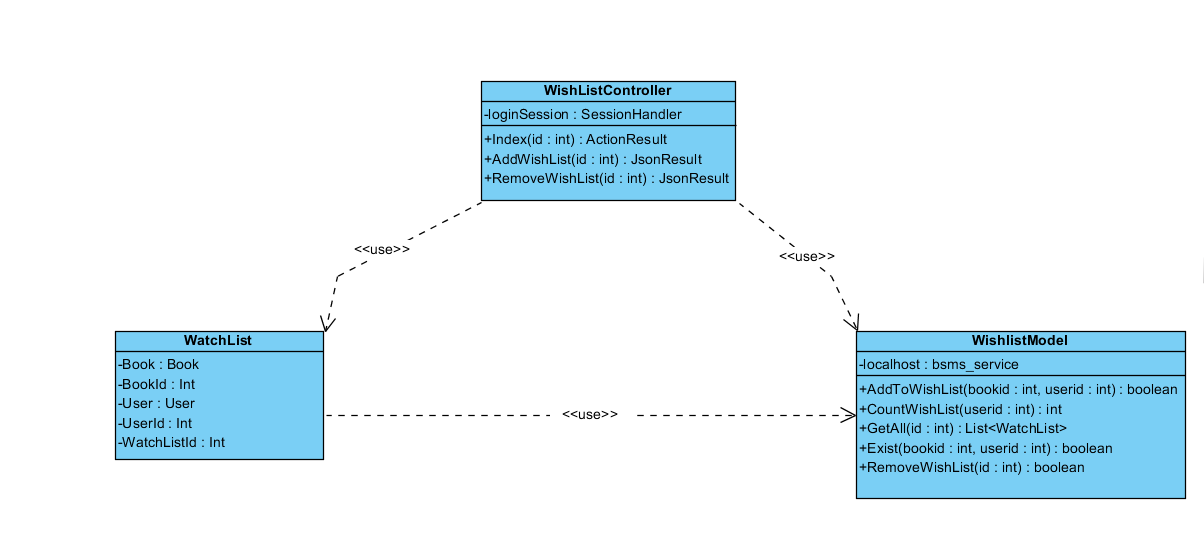 WishListController
-loginSession : SessionHandler
+Index(id : int) : ActionResult
+AddWishList(id : int) : JsonResult
+RemoveWishList(id : int) : JsonResult
<<use>>
<<use>>
WatchList
-Book : Book
-BookId : Int
-User : User
-UserId : Int
-WatchListId : Int
<<use>>
WishlistModel
-localhost : bsms_service
+AddToWishList(bookid : int, userid : int) : boolean
+CountWishList(userid : int) : int
+GetAll(id : int) : List<WatchList>
+Exist(bookid : int, userid : int) : boolean
+RemoveWishList(id : int) : boolean